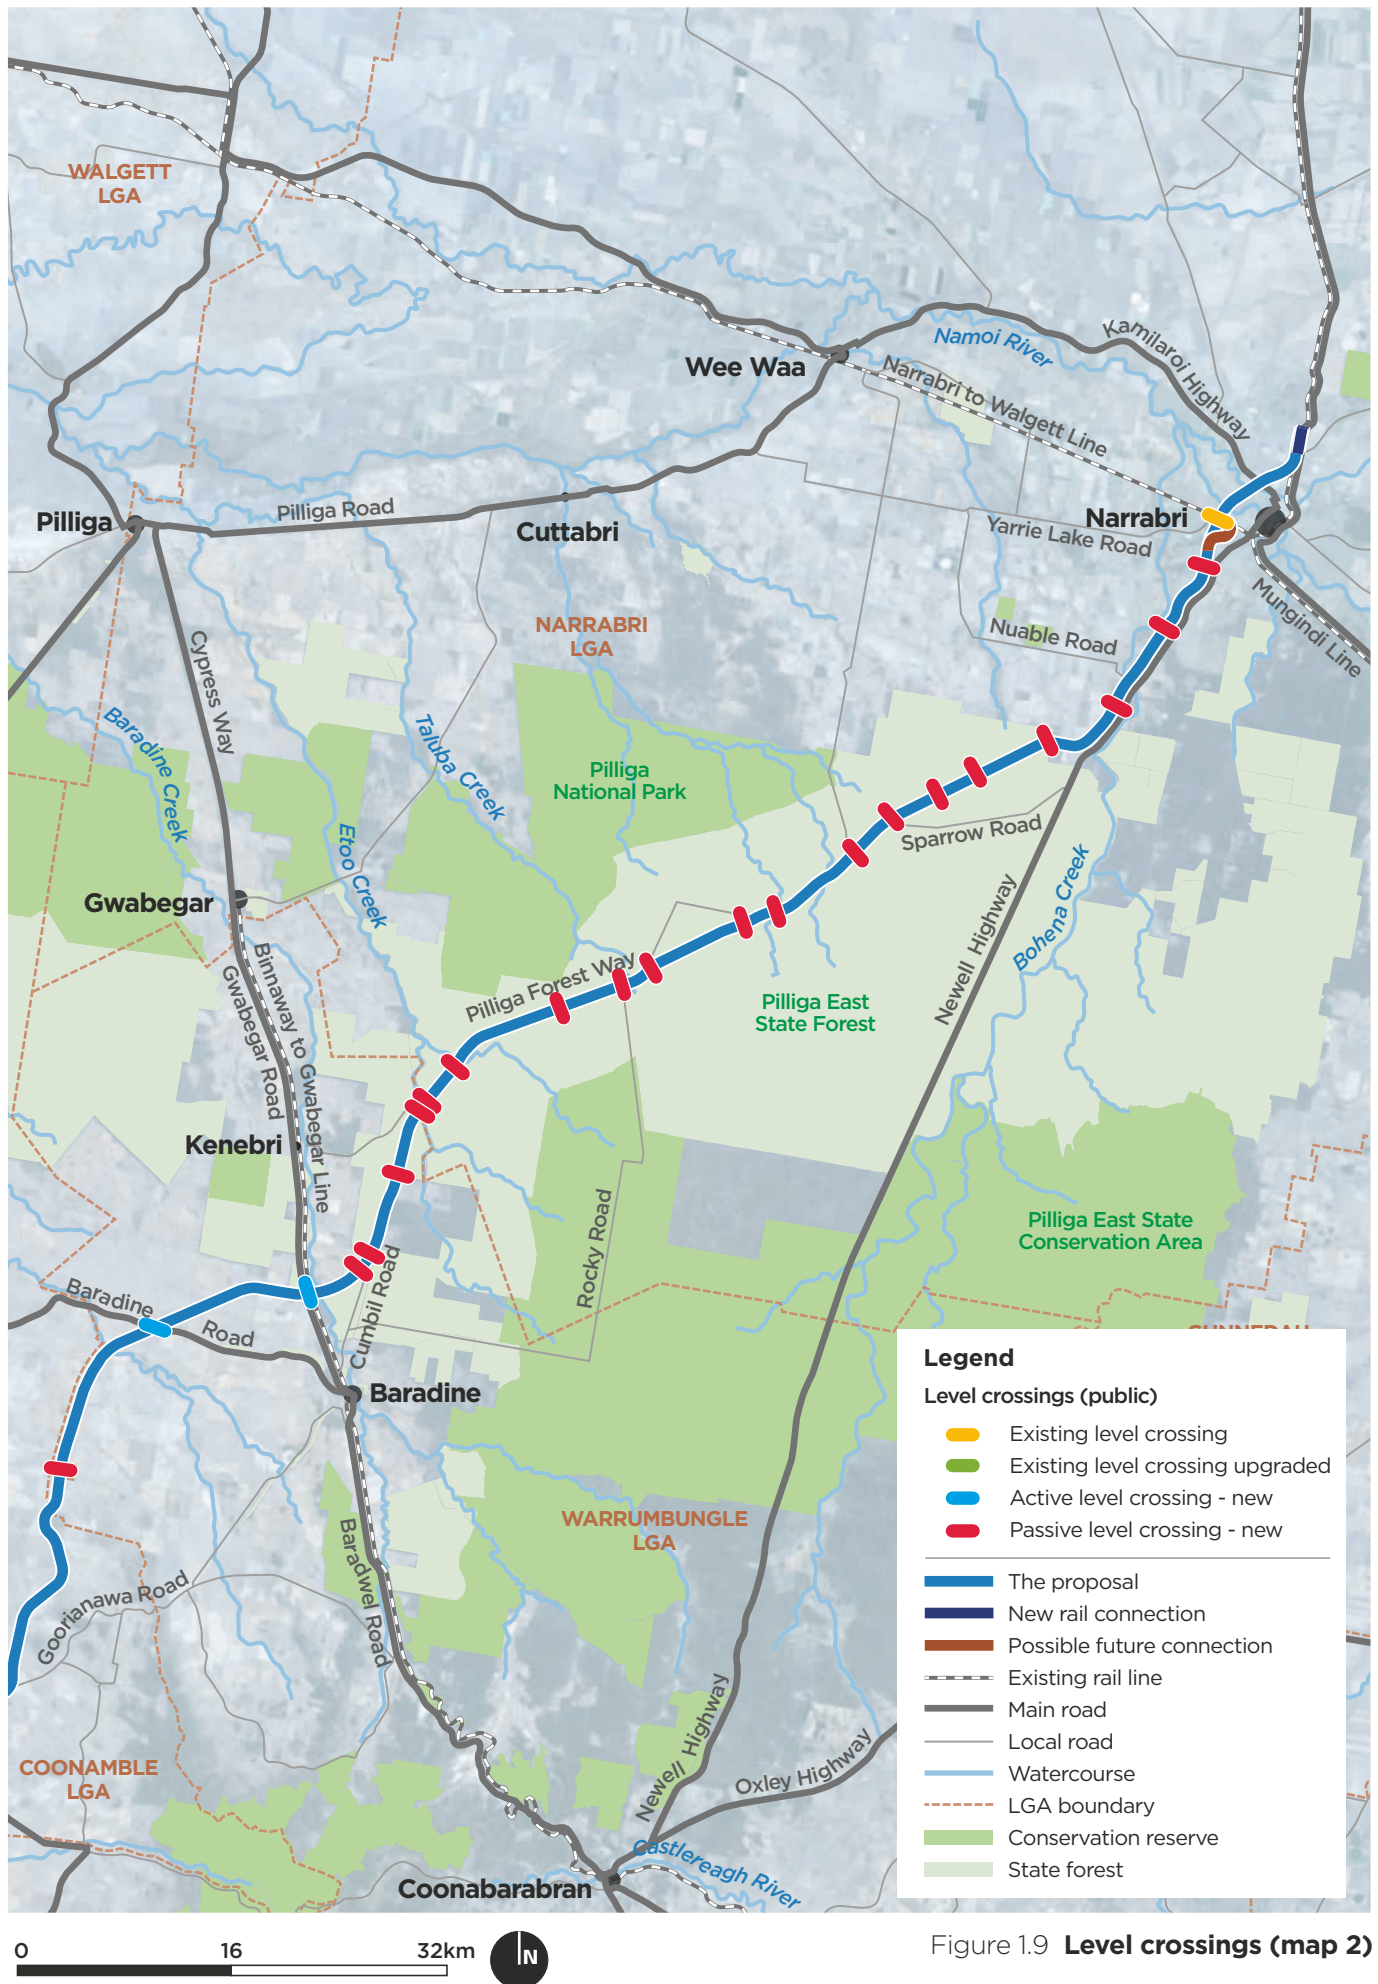 WALGETT
LGA
Namoi River
Kamilaroi Highway
Wee Waa
Narrabri to Walgett Line
Pilliga
Pilliga Road
Cuttabri
Narrabri
Yarrie Lake Road
Mungindi Line
NARRABRI
LGA
Nuable Road
Cypress Way
Baradine Creek
Taluba Creek
Pilliga
National Park
Etoo Creek
Sparrow Road
Gwabegar
Newell Highway
Bohena Creek
Binnaway to Gwabegar Line
Gwabegar Road
Pilliga Forest Way
Pilliga East
State Forest
Kenebri
Rocky Road
Pilliga East State
Conservation Area
Baradine
Road
Cumbil Road
Baradine
WARRUMBUNGLE
LGA
Baradwel Road
Goorianawa Road
COONAMBLE
LGA
Newell Highway
Oxley Highway
Castlereagh River
Coonabarabran
Legend
Level crossings (public)
Existing level crossing
Existing level crossing upgraded
Active level crossing - new
Passive level crossing - new
The proposal
New rail connection
Possible future connection
Existing rail line
Main road
Local road
Watercourse
LGA boundary
Conservation reserve
State forest
0 16 32km
N
Figure 1.9 Level crossings (map 2)